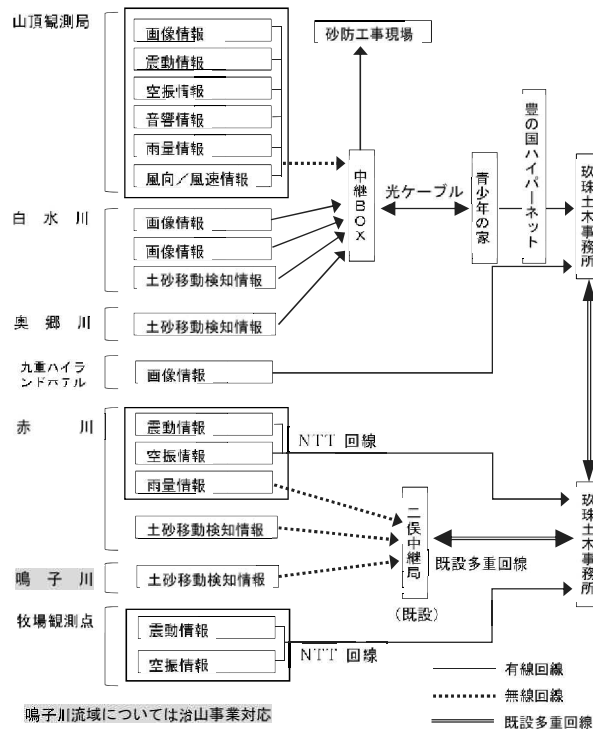 山頂観測局
画像情報
震動情報
空振情報
音響情報
雨量情報
風向／風速情報
砂防工事現場
中継BOX
光ケーブル
青少年の家
豊の国ハイパーネット
玖珠土木事務所
白水川
画像情報
画像情報
土砂移動検知情報
奥郷川
土砂移動検知情報
九重ハイラ
ンドホテル
画像情報
赤川
震動情報
空振情報
雨量情報
NTT 回線
土砂移動検知情報
二俣中継局
(既設)
既設多重回線
玖珠土木事務所
鳴子川
土砂移動検知情報
牧場観測点
震動情報
空振情報
NTT 回線
有線回線
無線回線
既設多重回線
鳴子川流域については治山事業対応